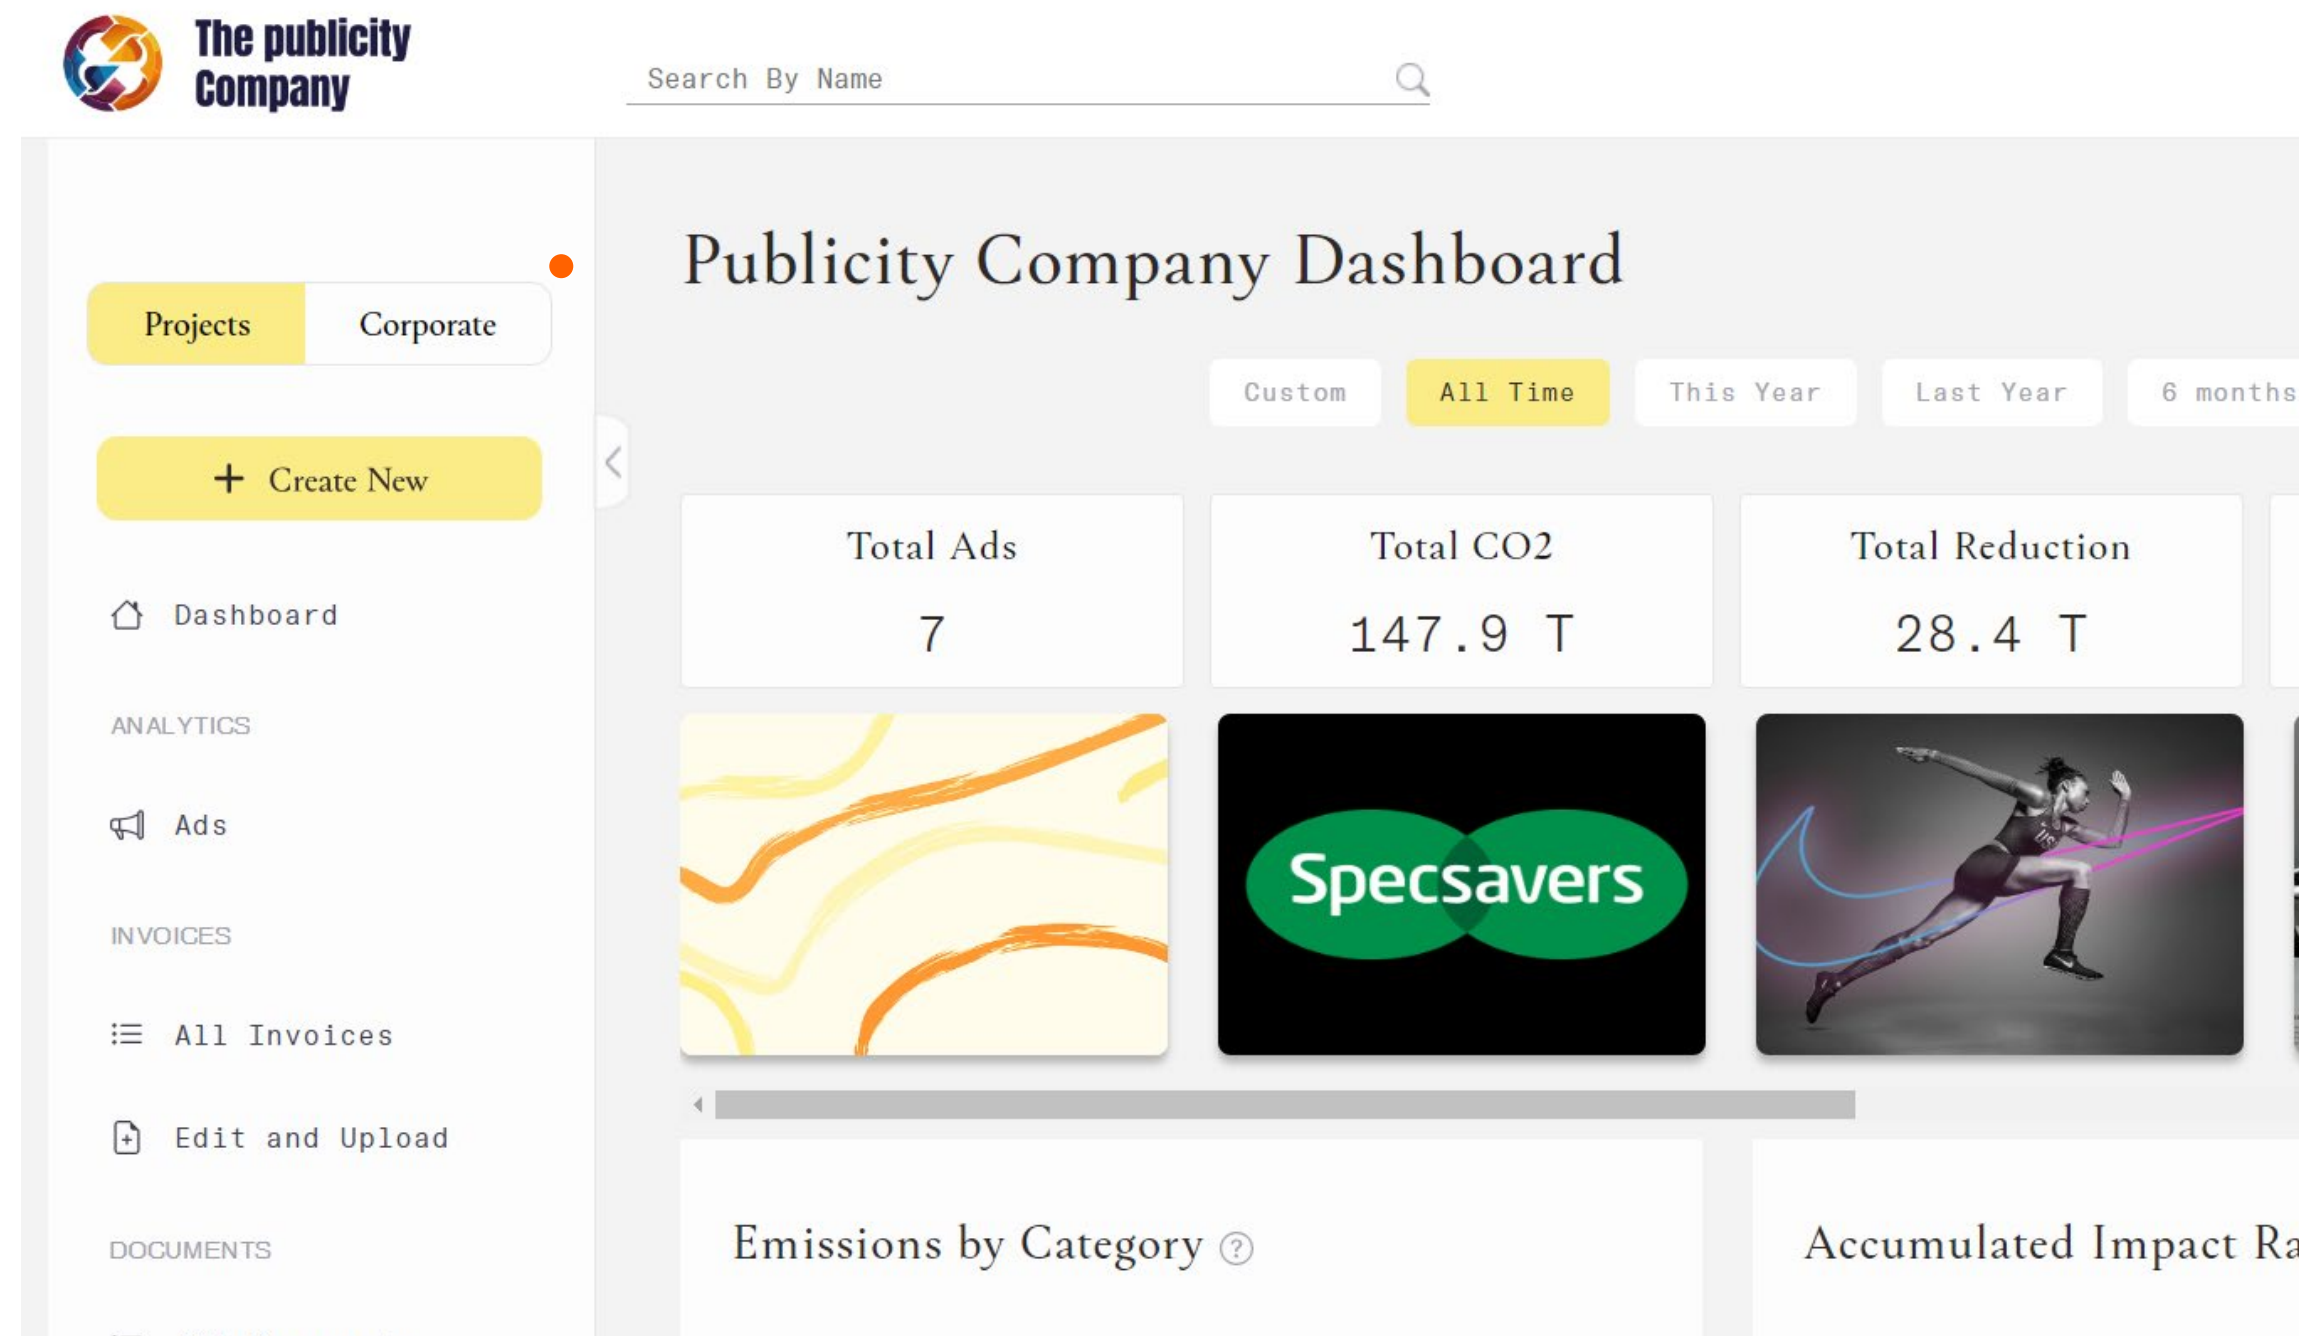 The publicity
Company
Search By Name
Projects
Corporate
+ Create New
Dashboard
ANALYTICS
Ads
INVOICES
All Invoices
Edit and Upload
DOCUMENTS
Publicity Company Dashboard
Custom
All Time
This Year
Last Year
6 months
Total Ads
7
Total CO2
147.9 T
Total Reduction
28.4 T
Specsavers
US
Emissions by Category ?
Accumulated Impact